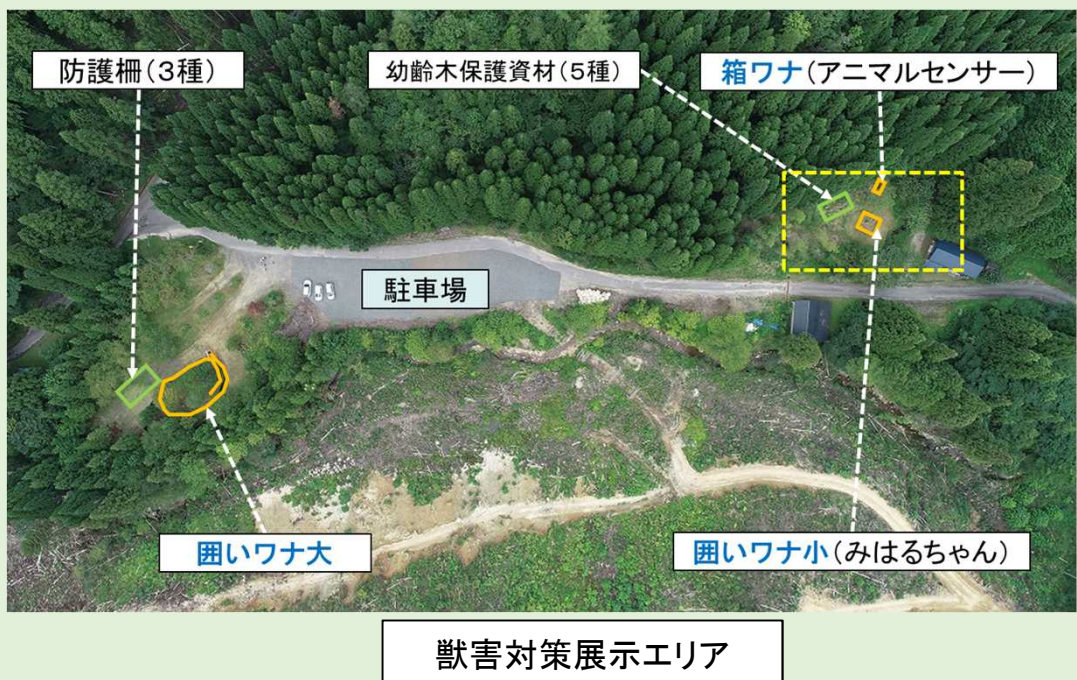 防護柵(３種)
幼齢木保護資材(５種)
箱ワナ(アニマルセンサー)
駐車場
囲いワナ大
囲いワナ小(みはるちゃん)
獣害対策展示エリア